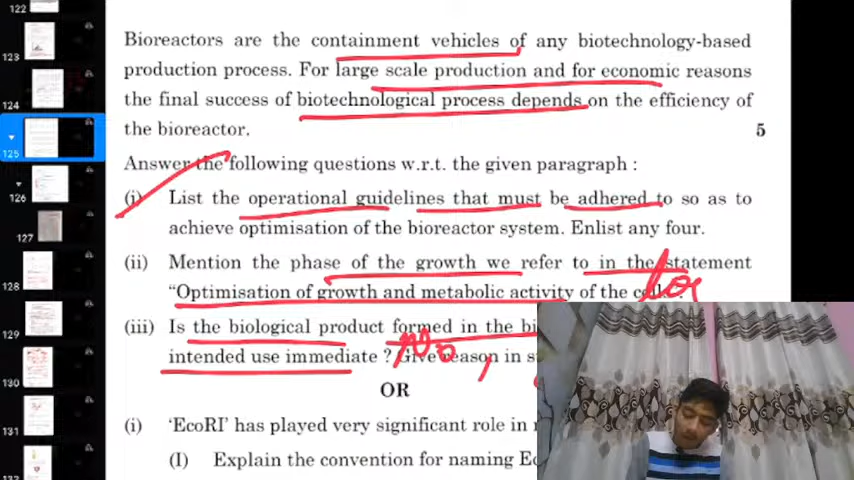 122
123
124
125
126
127
128
129
130
131
132
Bioreactors are the containment vehicles of any biotechnology-based
production process. For large scale production and for economic reasons
the final success of biotechnological process depends on the efficiency of
the bioreactor.
5
Answer the following questions w.r.t. the given paragraph :
(i) List the operational guidelines that must be adhered to so as to
achieve optimisation of the bioreactor system. Enlist any four.
(ii) Mention the phase of the growth we refer to in the statement
"Optimisation of growth and metabolic activity of the
(iii) Is the biological product formed in the
intended use immediate ? Give reason in
No,
OR
(i) 'EcoRI' has played very significant role in
(I) Explain the convention for naming